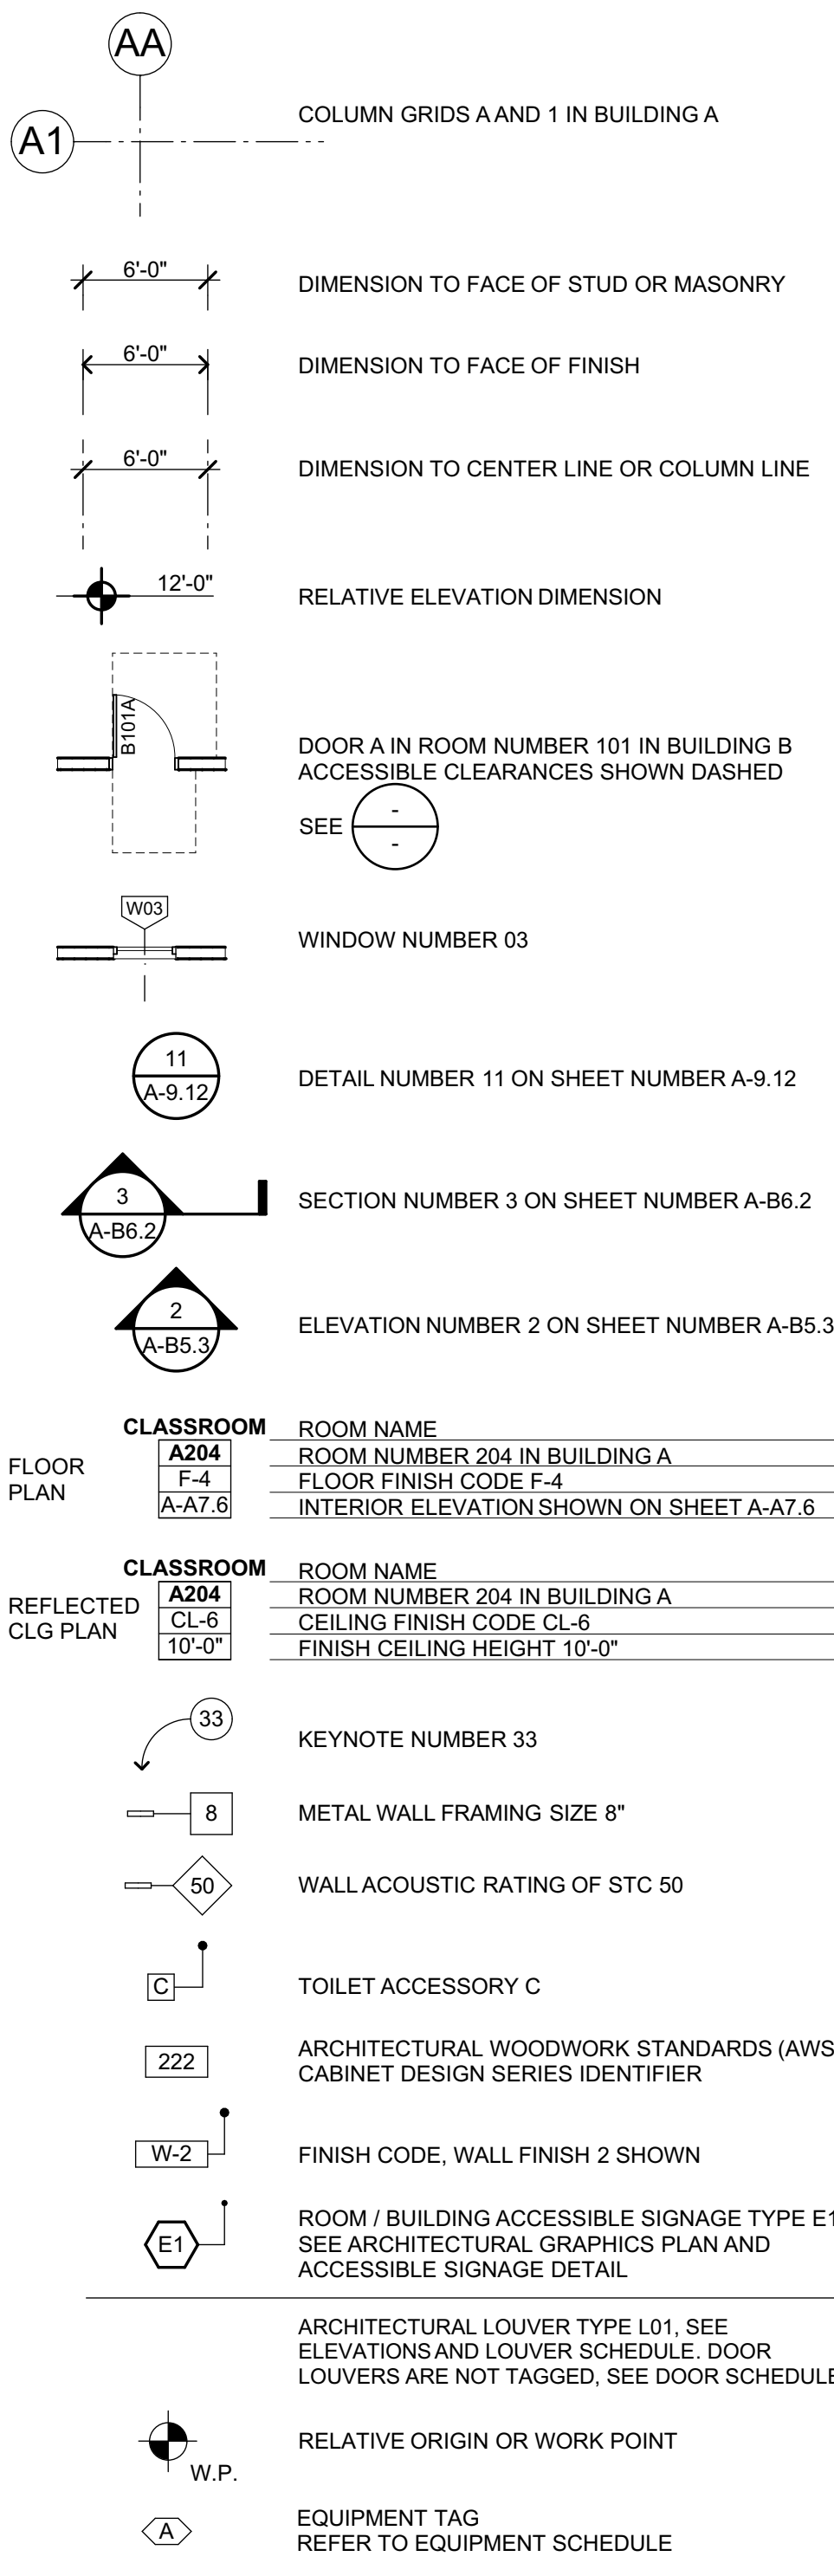 AA
A1
COLUMN GRIDS A AND 1 IN BUILDING A
6'-0"
DIMENSION TO FACE OF STUD OR MASONRY
6'-0"
DIMENSION TO FACE OF FINISH
6'-0"
DIMENSION TO CENTER LINE OR COLUMN LINE
12'-0"
RELATIVE ELEVATION DIMENSION
B101A
DOOR A IN ROOM NUMBER 101 IN BUILDING B
ACCESSIBLE CLEARANCES SHOWN DASHED
SEE
-
-
W03
WINDOW NUMBER 03
11
A-9.12
DETAIL NUMBER 11 ON SHEET NUMBER A-9.12
3
A-B6.2
SECTION NUMBER 3 ON SHEET NUMBER A-B6.2
2
A-B5.3
ELEVATION NUMBER 2 ON SHEET NUMBER A-B5.3
FLOOR
PLAN
CLASSROOM ROOM NAME
A204 ROOM NUMBER 204 IN BUILDING A
F-4 FLOOR FINISH CODE F-4
A-A7.6 INTERIOR ELEVATION SHOWN ON SHEET A-A7.6
REFLECTED
CLG PLAN
CLASSROOM ROOM NAME
A204 ROOM NUMBER 204 IN BUILDING A
CL-6 CEILING FINISH CODE CL-6
10'-0" FINISH CEILING HEIGHT 10'-0"
33
KEYNOTE NUMBER 33
8
METAL WALL FRAMING SIZE 8"
50
WALL ACOUSTIC RATING OF STC 50
C
TOILET ACCESSORY C
222
ARCHITECTURAL WOODWORK STANDARDS (AWS
CABINET DESIGN SERIES IDENTIFIER
W-2
FINISH CODE, WALL FINISH 2 SHOWN
E1
ROOM / BUILDING ACCESSIBLE SIGNAGE TYPE E1
SEE ARCHITECTURAL GRAPHICS PLAN AND
ACCESSIBLE SIGNAGE DETAIL
ARCHITECTURAL LOUVER TYPE L01, SEE
ELEVATIONS AND LOUVER SCHEDULE. DOOR
LOUVERS ARE NOT TAGGED, SEE DOOR SCHEDULE
W.P.
RELATIVE ORIGIN OR WORK POINT
A
EQUIPMENT TAG
REFER TO EQUIPMENT SCHEDULE